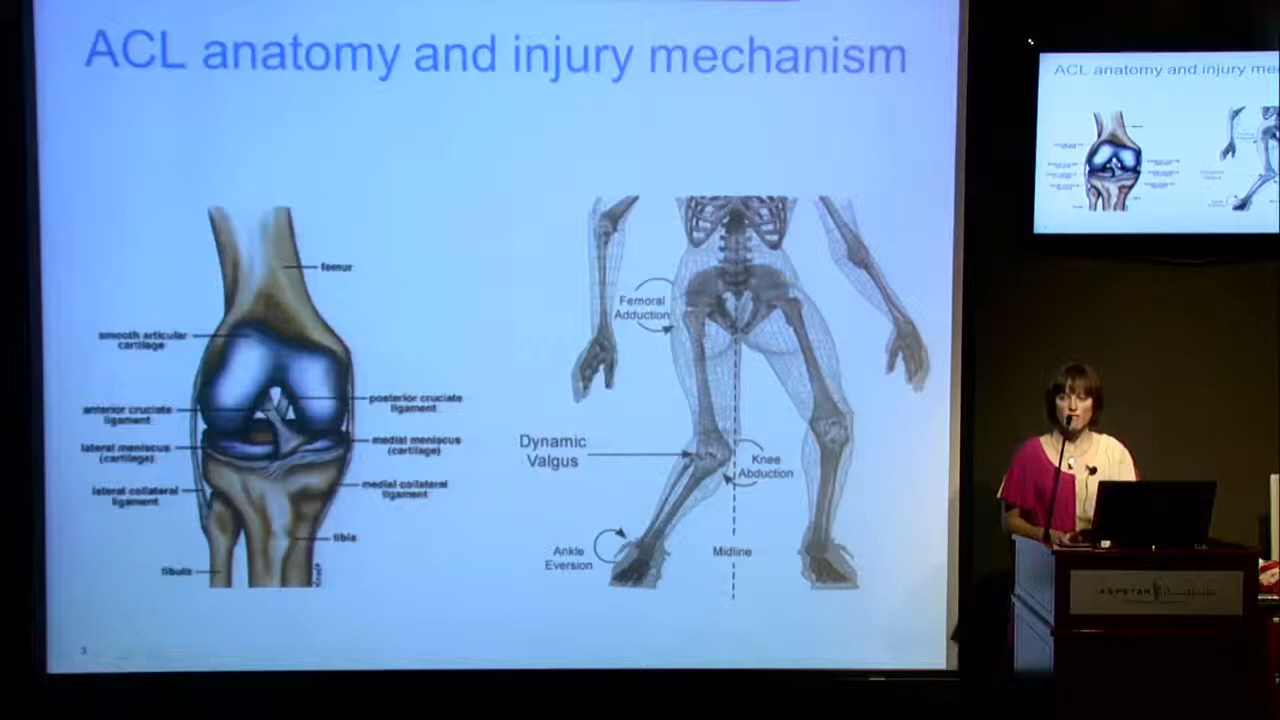 ACL anatomy and injury mechanism
femur
smooth articular
cartilage
anterior cruciate
ligament
lateral meniscus
(cartilage)
lateral collateral
ligament
fibula
posterior cruciate
ligament
medial meniscus
(cartilage)
medial collateral
ligament
tibia
Femoral
Adduction
Dynamic
Valgus
Knee
Abduction
Ankle
Eversion
Midline
3
ACL anatomy and injury me
ASPETAR